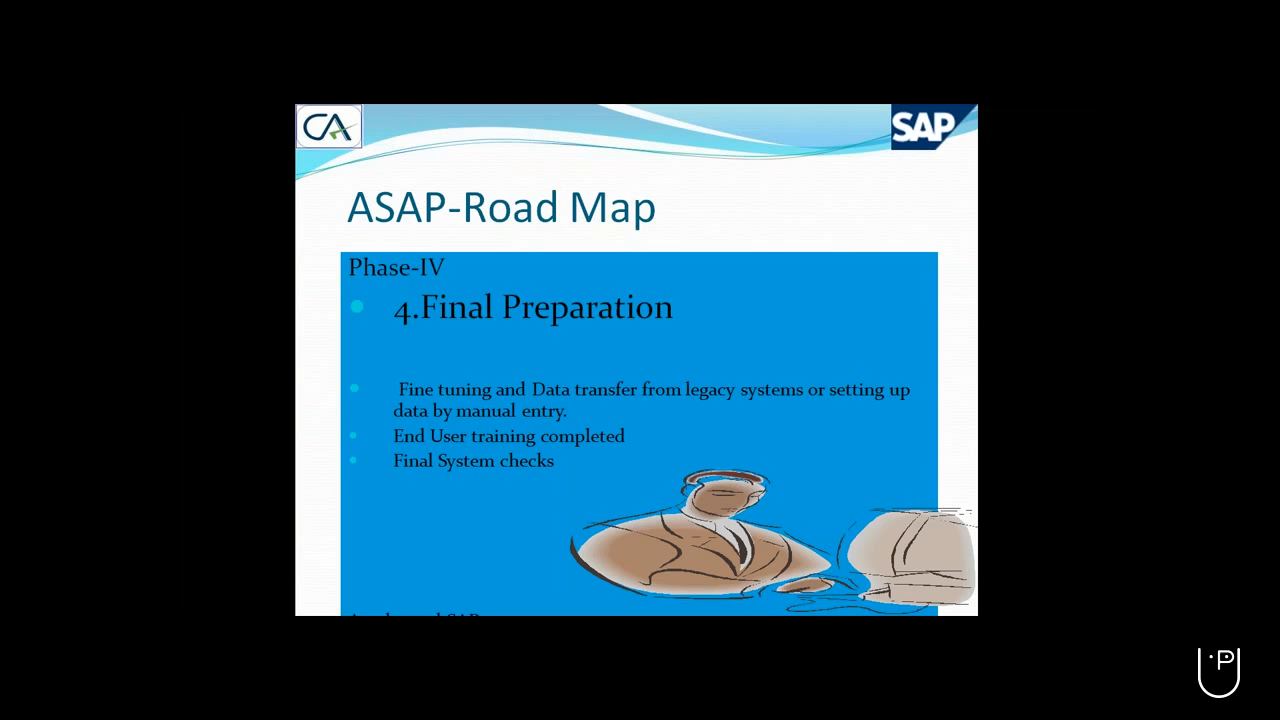 CA
SAP
ASAP-Road Map
Phase-IV
4.Final Preparation
Fine tuning and Data transfer from legacy systems or setting up
data by manual entry.
End User training completed
Final System checks